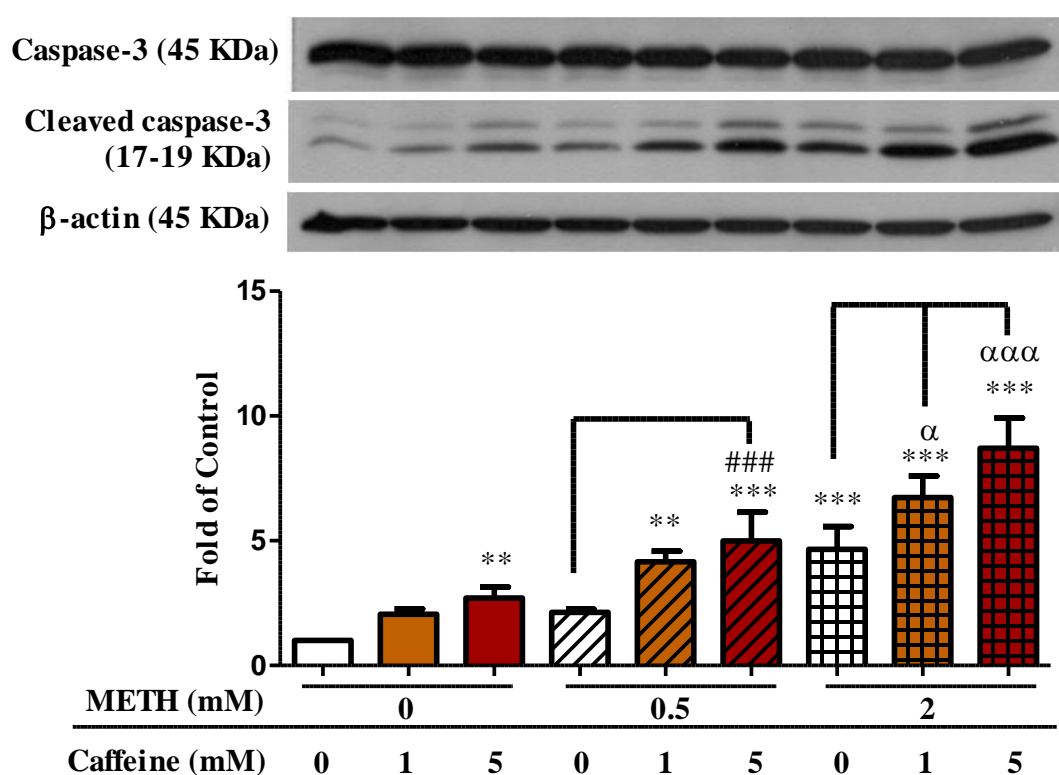 Caspase-3 (45 KDa)
Cleaved caspase-3
(17-19 KDa)
β-actin (45 KDa)
Fold of Control
15
10
5
0
**
**
###
***
***
α
***
ααα
***
METH (mM) 0 0.5 2
Caffeine (mM) 0 1 5 0 1 5 0 1 5